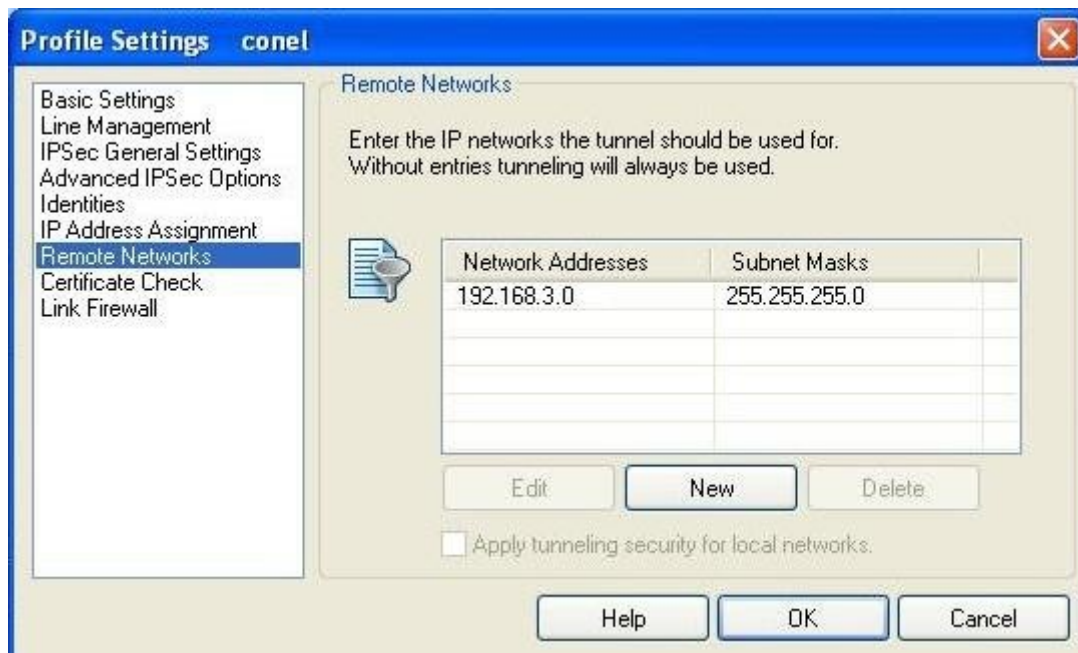 Profile Settings conel
Basic Settings
Line Management
IPSec General Settings
Advanced IPSec Options
Identities
IP Address Assignment
Remote Networks
Certificate Check
Link Firewall
Remote Networks
Enter the IP networks the tunnel should be used for.
Without entries tunneling will always be used.
Network Addresses Subnet Masks
192.168.3.0 255.255.255.0
Edit New Delete
Apply tunneling security for local networks.
Help OK Cancel